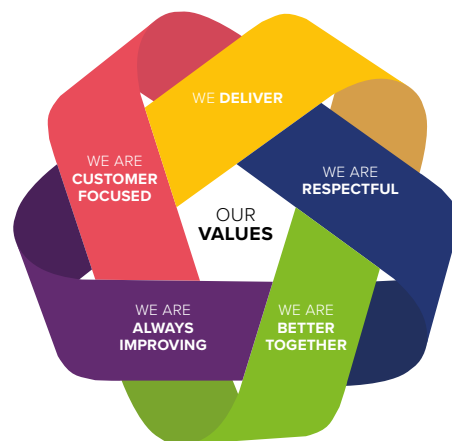 WE DELIVER
WE ARE
RESPECTFUL
WE ARE
CUSTOMER
FOCUSED
OUR
VALUES
WE ARE
ALWAYS
IMPROVING
WE ARE
BETTER
TOGETHER